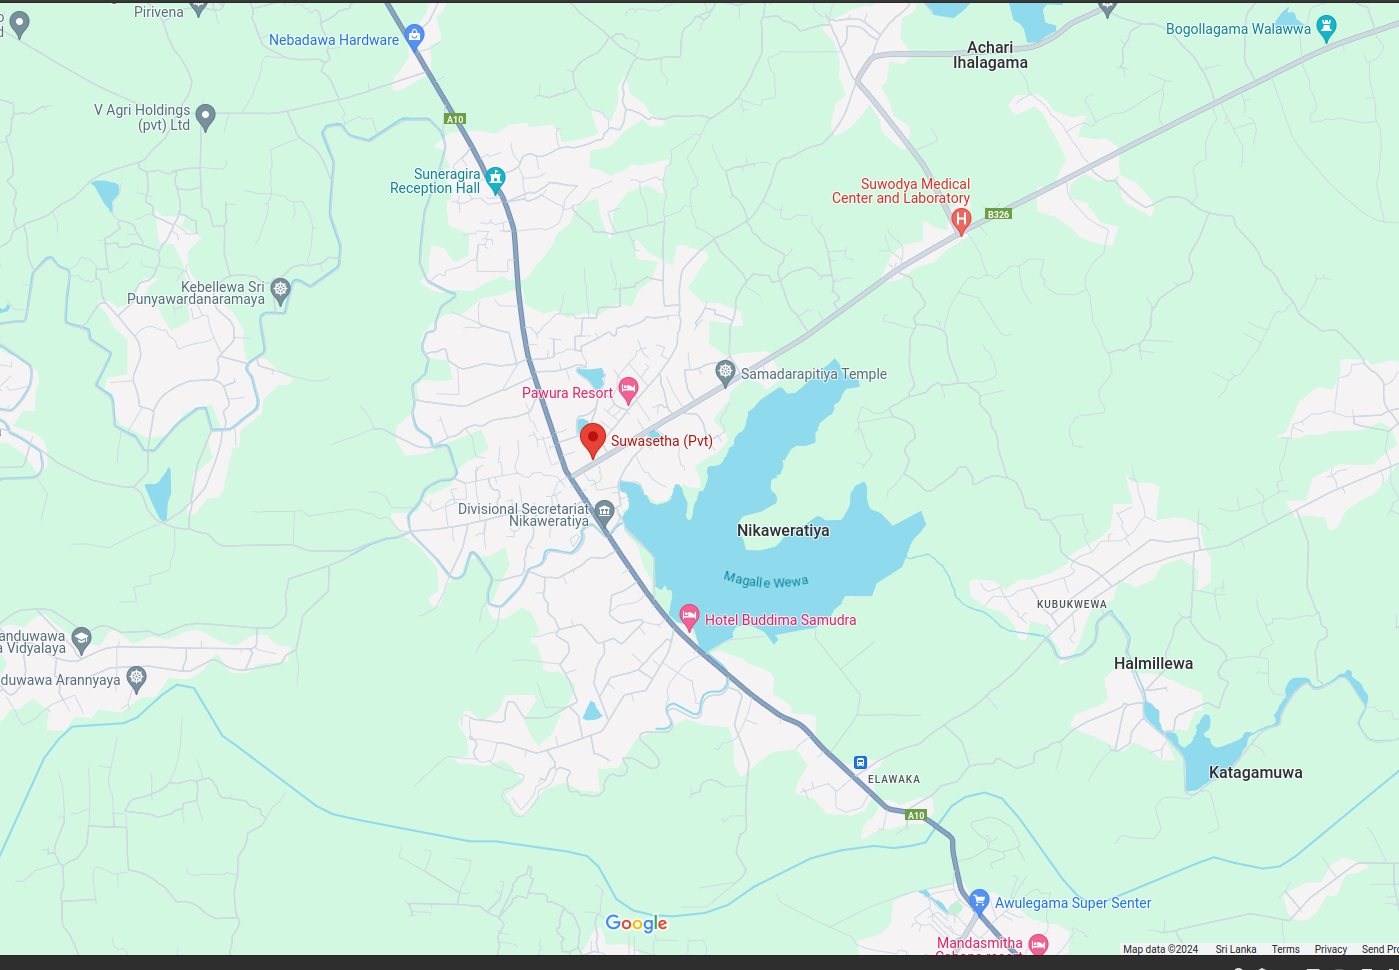 Pirivena
Nebadawa Hardware
Achari
Ihalagama
Bogollagama Walawwa
V Agri Holdings
(pvt) Ltd
A10
Suneragira
Reception Hall
Suwodya Medical
Center and Laboratory
B326
Kebellewa Sri
Punyawardanaramaya
Samadarapitiya Temple
Pawura Resort
Suwasetha (Pvt)
Divisional Secretariat
Nikaweratiya
Nikaweratiya
Magalle Wewa
KUBUKWEWA
Hotel Buddima Samudra
anduwawa
a Vidyalaya
Halmillewa
duwawa Arannyaya
ELAWAKA
Katagamuwa
A10
Awulegama Super Senter
Google
Mandasmitha
Map data ©2024 Sri Lanka Terms Privacy Send Pro